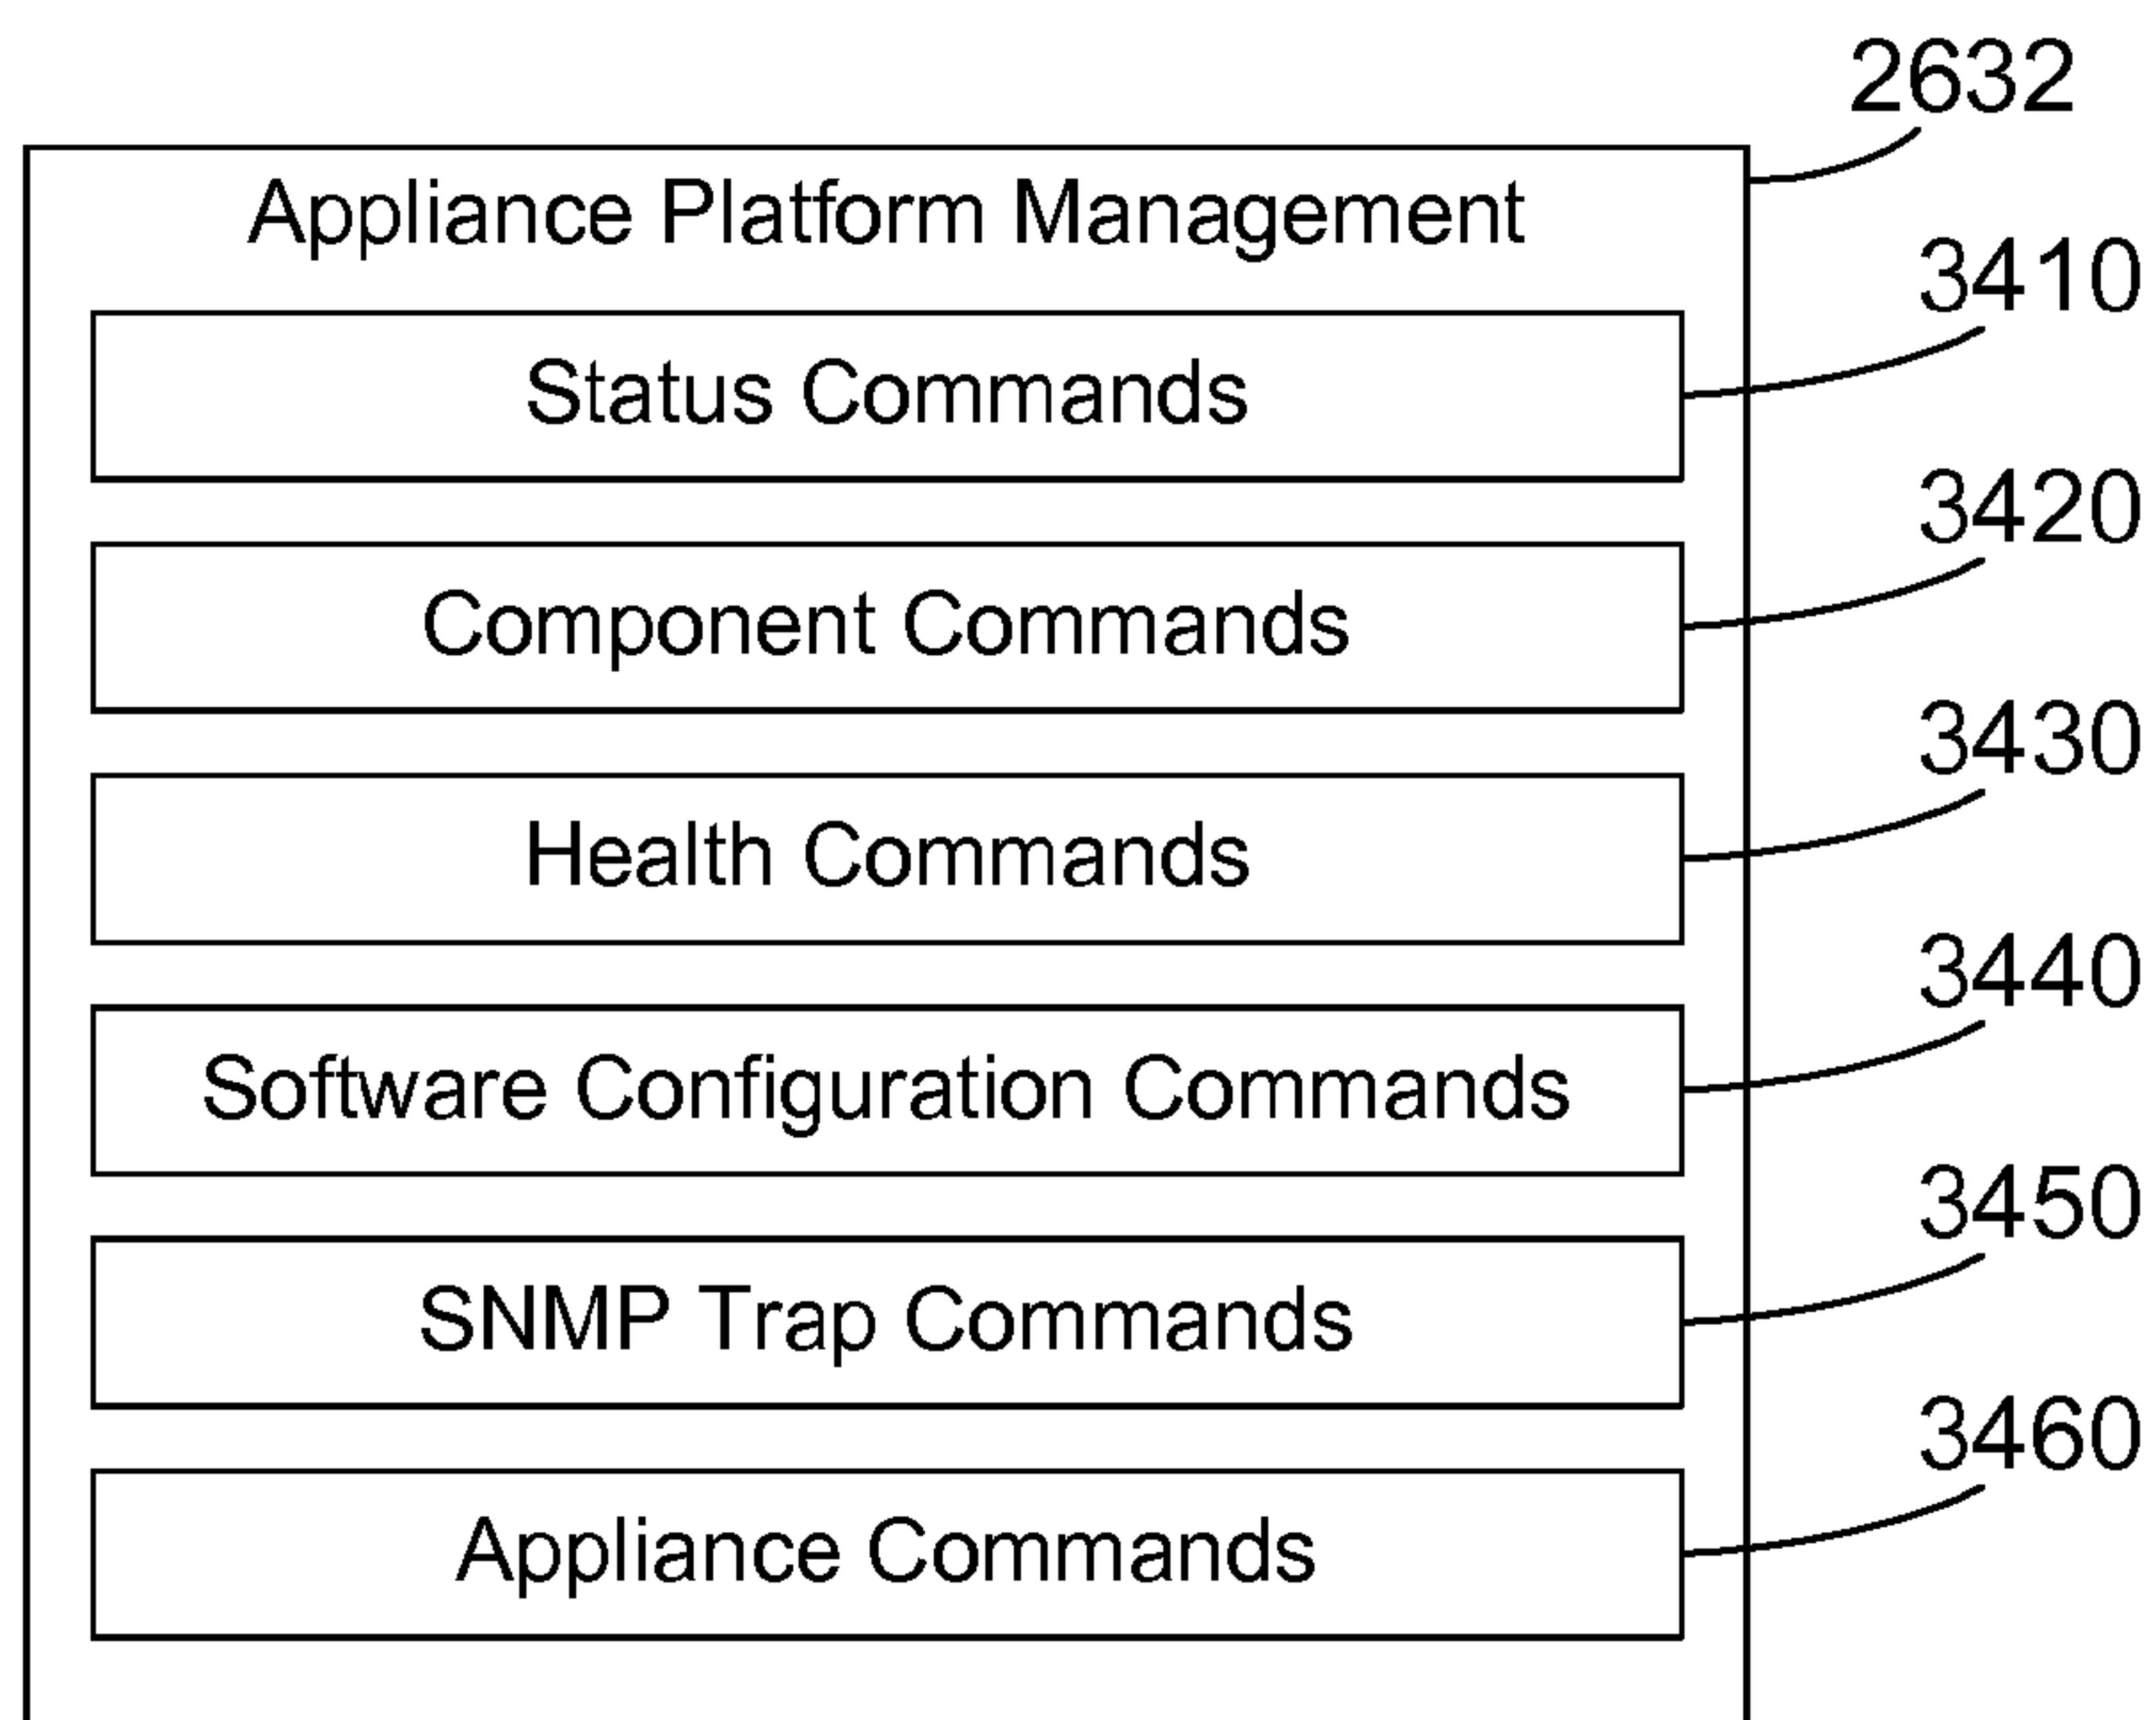 2632
Appliance Platform Management
3410
Status Commands
3420
Component Commands
3430
Health Commands
3440
Software Configuration Commands
3450
SNMP Trap Commands
3460
Appliance Commands